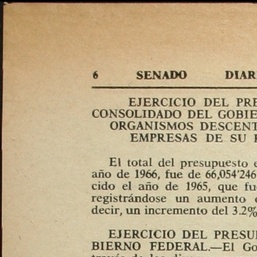 6 SENADO DIAR
EJERCICIO DEL PRE
CONSOLIDADO DEL GOBIE
ORGANISMOS DESCENT
EMPRESAS DE SU
El total del presupuesto e
año de 1966, fue de 66,054'246
cido el año de 1965, que fu
registrándose un aumento
decir, un incremento del 3.2%
EJERCICIO DEL PRESU
BIERNO FEDERAL.—El Go